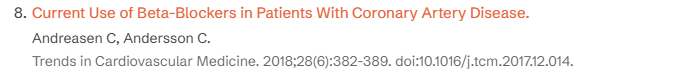 8. Current Use of Beta-Blockers in Patients With Coronary Artery Disease.
Andreasen C, Andersson C.
Trends in Cardiovascular Medicine. 2018;28(6):382-389. doi:10.1016/j.tcm.2017.12.014.